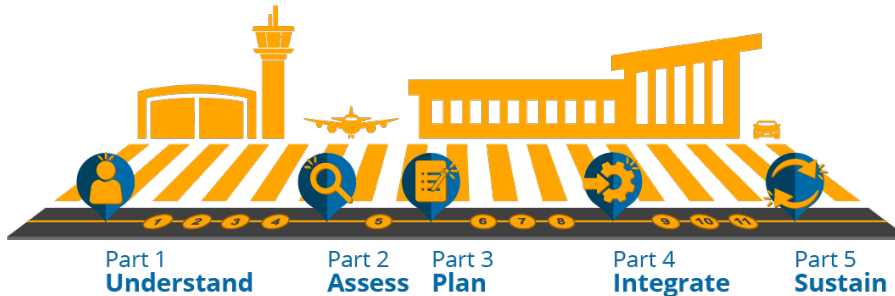 1 2 3 4 5 6 7 8 9 10 11
Part 1
Understand
Part 2
Assess
Part 3
Plan
Part 4
Integrate
Part 5
Sustain